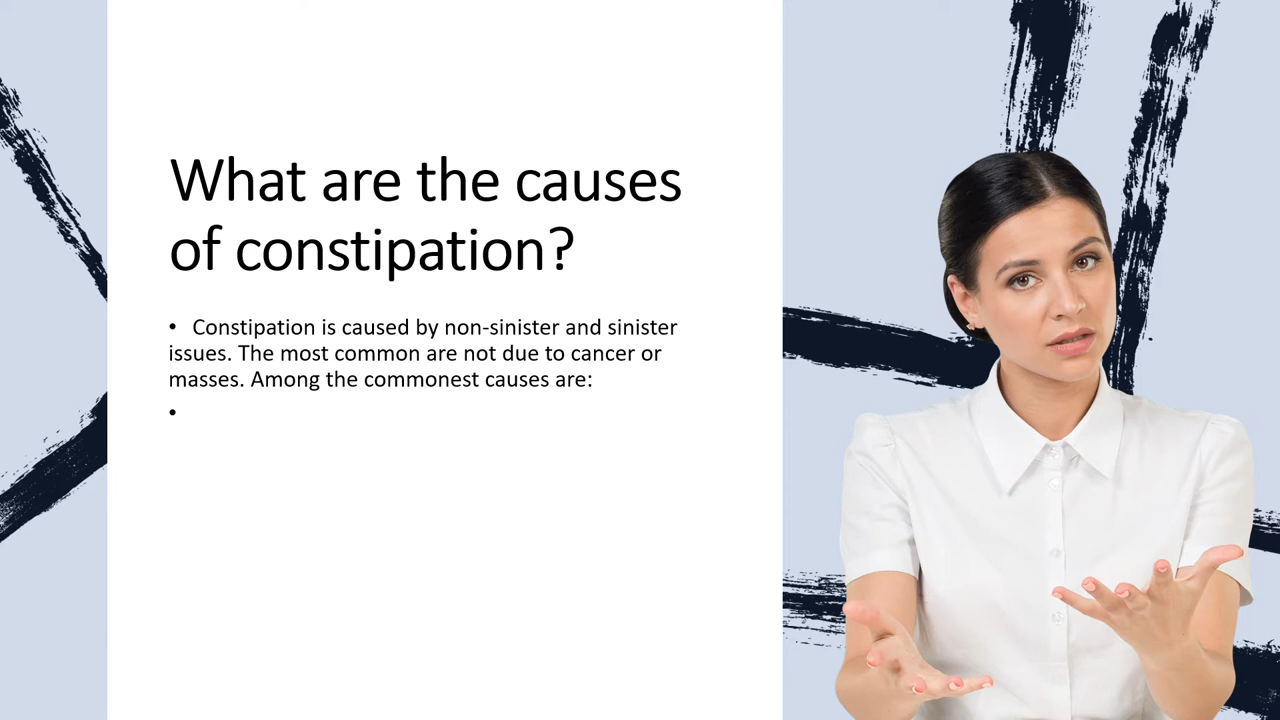 What are the causes
of constipation?
• Constipation is caused by non-sinister and sinister
issues. The most common are not due to cancer or
masses. Among the commonest causes are:
•